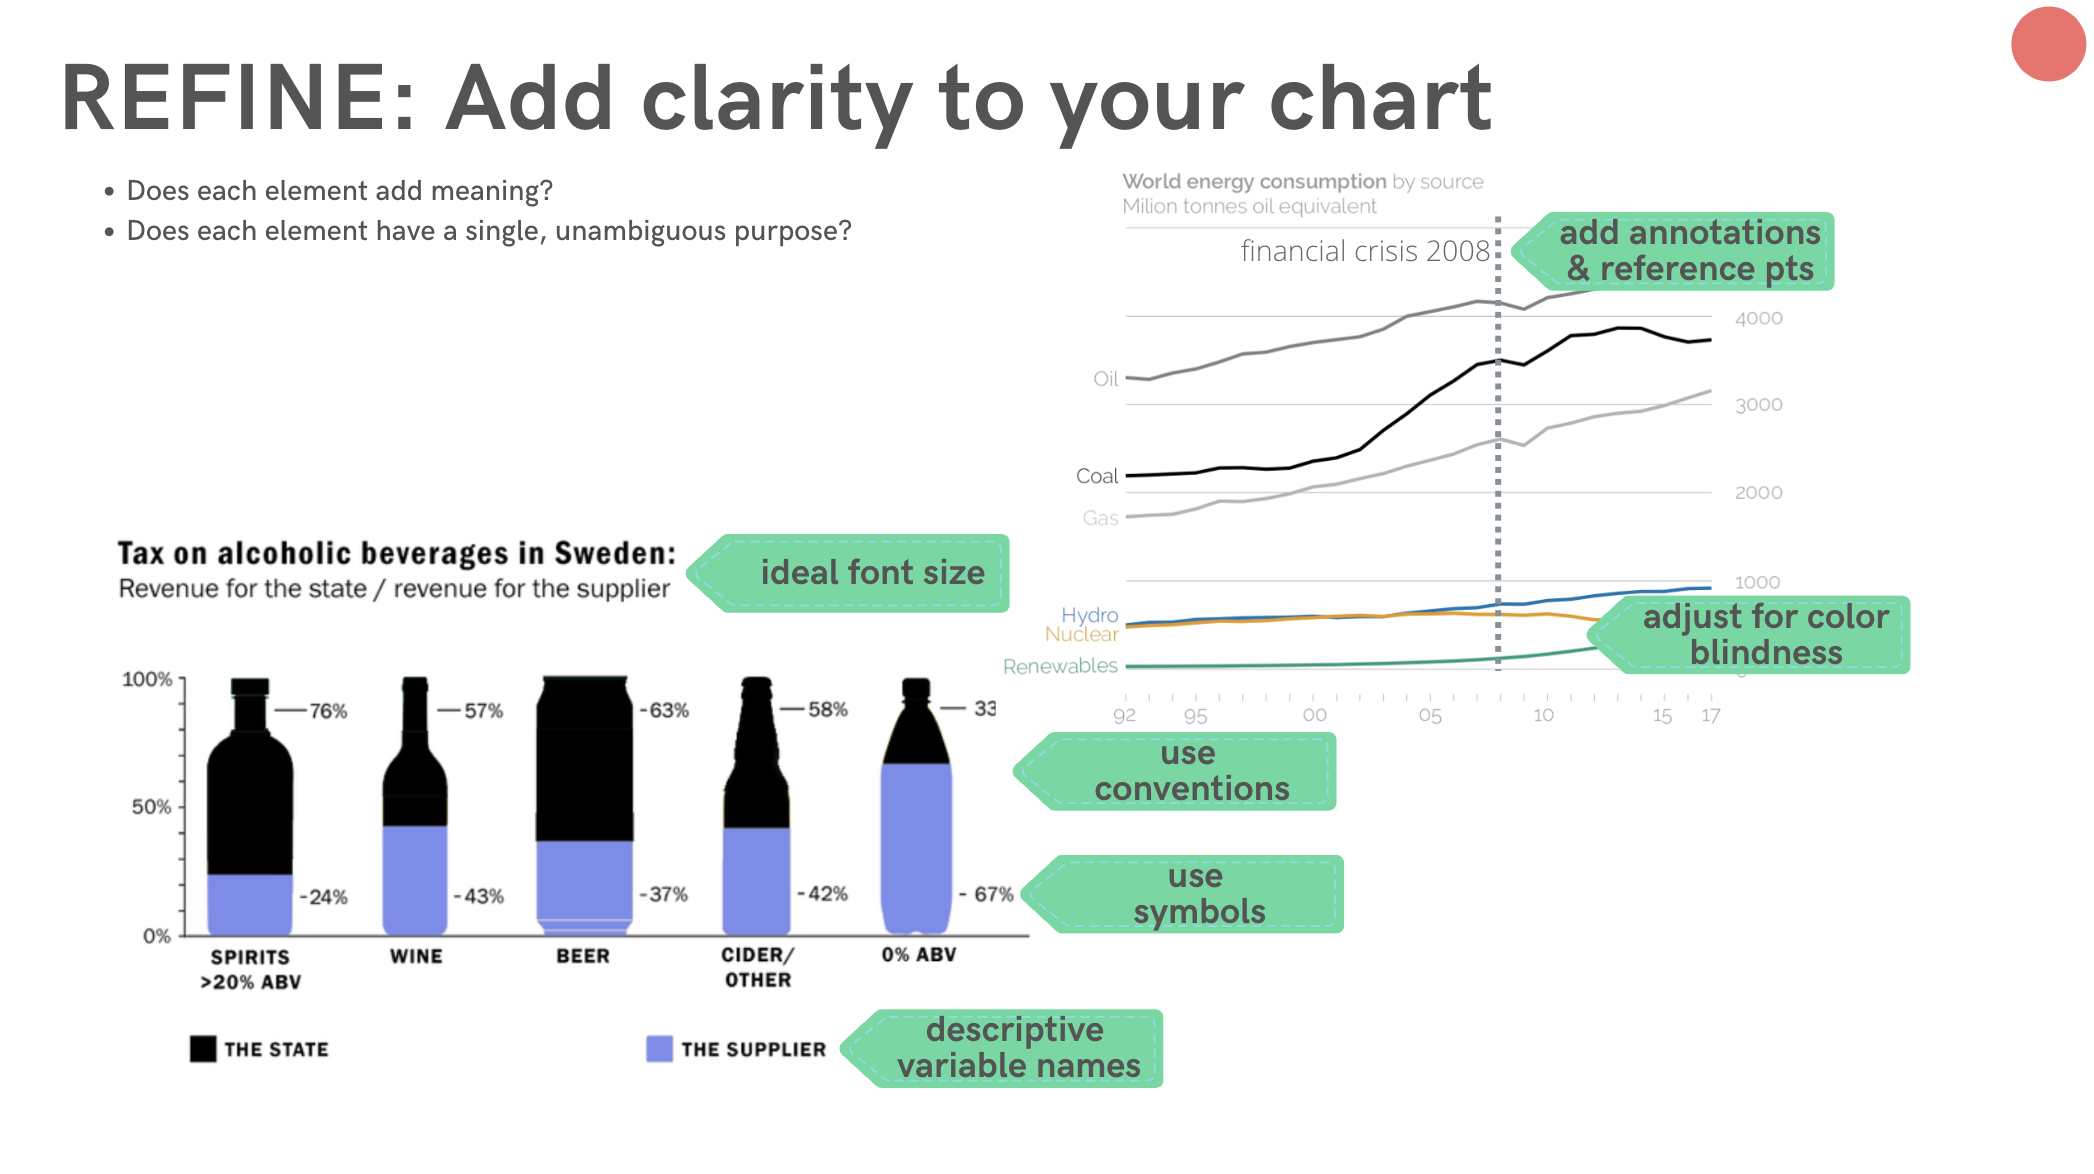 REFINE: Add clarity to your chart
• Does each element add meaning?
• Does each element have a single, unambiguous purpose?
World energy consumption by source
Milion tonnes oil equivalent
financial crisis 2008
add annotations
& reference pts
4000
3000
2000
1000
Oil
Coal
Gas
Hydro
Nuclear
Renewables
adjust for color
blindness
92 95 00 05 10 15 17
Tax on alcoholic beverages in Sweden:
Revenue for the state / revenue for the supplier
ideal font size
100%
50%
0%
76% 57% -63% 58% 33
-24% -43% -37% -42% - 67%
use
conventions
use
symbols
SPIRITS
>20% ABV
WINE
BEER
CIDER/
OTHER
0% ABV
THE STATE
THE SUPPLIER
descriptive
variable names